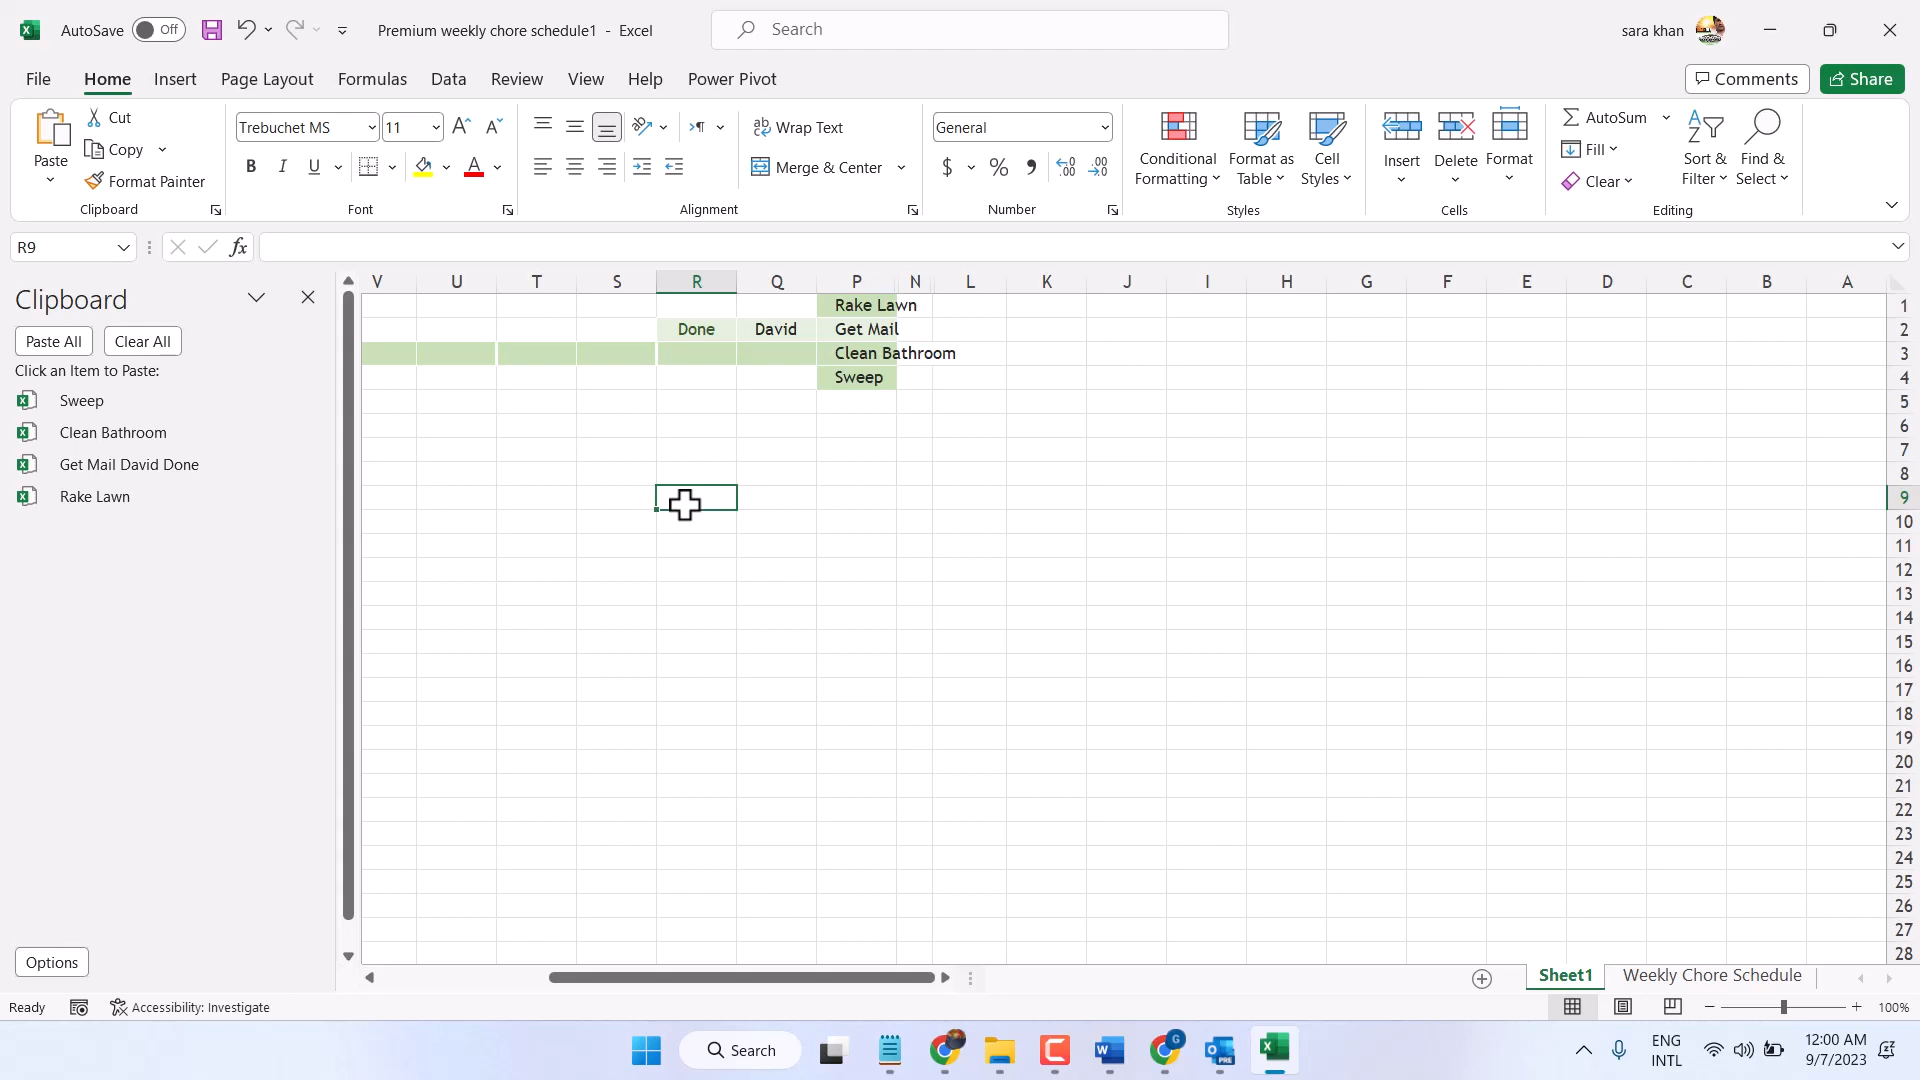 AutoSave Off Premium weekly chore schedule1 - Excel Search sara khan
File Home Insert Page Layout Formulas Data Review View Help Power Pivot Comments Share
Paste Cut Copy Format Painter
Clipboard
Trebuchet MS 11
B I U A
Font
ab Wrap Text
Merge & Center
Alignment
General
$ % ,
Number
Conditional Formatting Format as Table Cell Styles
Styles
Insert Delete Format
Cells
AutoSum
Fill
Clear
Sort & Filter Find & Select
Editing
R9 fx
Clipboard
Paste All Clear All
Click an Item to Paste:
Sweep
Clean Bathroom
Get Mail David Done
Rake Lawn
Options
V U T S R Q P N L K J I H G F E D C B A
Rake Lawn 1
Done David Get Mail 2
Clean Bathroom 3
Sweep 4
5
6
7
8
9
10
11
12
13
14
15
16
17
18
19
20
21
22
23
24
25
26
27
28
Sheet1 Weekly Chore Schedule
Ready Accessibility: Investigate 100%
Search ENG INTL 12:00 AM 9/7/2023